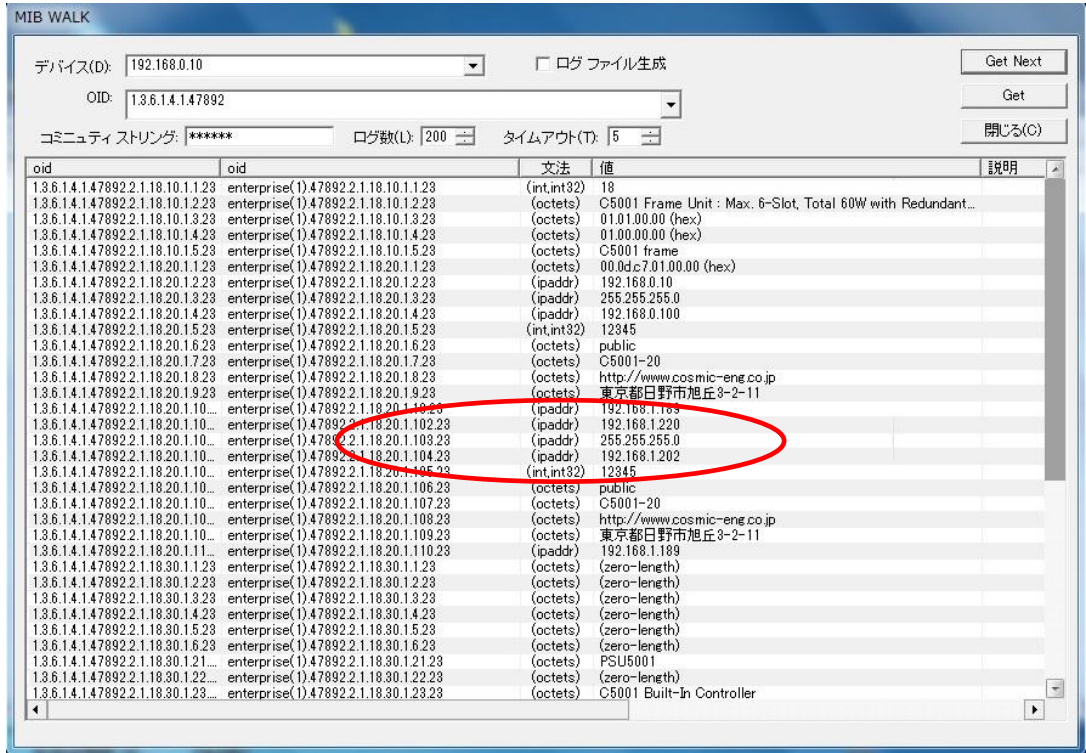 MIB WALK
デバイス(D): 192.168.0.10 ログ ファイル生成 Get Next
OID: 1.3.6.1.4.1.47892 Get
コミニュティ ストリング: ****** ログ数(L): 200 タイムアウト(T): 5 閉じる(C)
oid oid 文法 値 説明
1.3.6.1.4.1.47892.2.1.18.10.1.1.23 enterprise(1).47892.2.1.18.10.1.1.23 (int,int32) 18
1.3.6.1.4.1.47892.2.1.18.10.1.2.23 enterprise(1).47892.2.1.18.10.1.2.23 (octets) C5001 Frame Unit : Max. 6-Slot, Total 60W with Redundant...
1.3.6.1.4.1.47892.2.1.18.10.1.3.23 enterprise(1).47892.2.1.18.10.1.3.23 (octets) 01.01.00.00 (hex)
1.3.6.1.4.1.47892.2.1.18.10.1.4.23 enterprise(1).47892.2.1.18.10.1.4.23 (octets) 01.00.00.00 (hex)
1.3.6.1.4.1.47892.2.1.18.10.1.5.23 enterprise(1).47892.2.1.18.10.1.5.23 (octets) C5001 frame
1.3.6.1.4.1.47892.2.1.18.20.1.1.23 enterprise(1).47892.2.1.18.20.1.1.23 (octets) 00.0d.c7.01.00.00 (hex)
1.3.6.1.4.1.47892.2.1.18.20.1.2.23 enterprise(1).47892.2.1.18.20.1.2.23 (ipaddr) 192.168.0.10
1.3.6.1.4.1.47892.2.1.18.20.1.3.23 enterprise(1).47892.2.1.18.20.1.3.23 (ipaddr) 255.255.255.0
1.3.6.1.4.1.47892.2.1.18.20.1.4.23 enterprise(1).47892.2.1.18.20.1.4.23 (ipaddr) 192.168.0.100
1.3.6.1.4.1.47892.2.1.18.20.1.5.23 enterprise(1).47892.2.1.18.20.1.5.23 (int,int32) 12345
1.3.6.1.4.1.47892.2.1.18.20.1.6.23 enterprise(1).47892.2.1.18.20.1.6.23 (octets) public
1.3.6.1.4.1.47892.2.1.18.20.1.7.23 enterprise(1).47892.2.1.18.20.1.7.23 (octets) C5001-20
1.3.6.1.4.1.47892.2.1.18.20.1.8.23 enterprise(1).47892.2.1.18.20.1.8.23 (octets) http://www.cosmic-eng.co.jp
1.3.6.1.4.1.47892.2.1.18.20.1.9.23 enterprise(1).47892.2.1.18.20.1.9.23 (octets) 東京都日野市旭丘3-2-11
1.3.6.1.4.1.47892.2.1.18.20.1.10.... enterprise(1).47892.2.1.18.20.1.10.23 (ipaddr) 192.168.1.189
1.3.6.1.4.1.47892.2.1.18.20.1.10... enterprise(1).47892.2.1.18.20.1.102.23 (ipaddr) 192.168.1.220
1.3.6.1.4.1.47892.2.1.18.20.1.10... enterprise(1).47892.2.1.18.20.1.103.23 (ipaddr) 255.255.255.0
1.3.6.1.4.1.47892.2.1.18.20.1.10... enterprise(1).47892.2.1.18.20.1.104.23 (ipaddr) 192.168.1.202
1.3.6.1.4.1.47892.2.1.18.20.1.10... enterprise(1).47892.2.1.18.20.1.105.23 (int,int32) 12345
1.3.6.1.4.1.47892.2.1.18.20.1.10... enterprise(1).47892.2.1.18.20.1.106.23 (octets) public
1.3.6.1.4.1.47892.2.1.18.20.1.10... enterprise(1).47892.2.1.18.20.1.107.23 (octets) C5001-20
1.3.6.1.4.1.47892.2.1.18.20.1.10... enterprise(1).47892.2.1.18.20.1.108.23 (octets) http://www.cosmic-eng.co.jp
1.3.6.1.4.1.47892.2.1.18.20.1.10... enterprise(1).47892.2.1.18.20.1.109.23 (octets) 東京都日野市旭丘3-2-11
1.3.6.1.4.1.47892.2.1.18.20.1.11... enterprise(1).47892.2.1.18.20.1.110.23 (ipaddr) 192.168.1.189
1.3.6.1.4.1.47892.2.1.18.30.1.1.23 enterprise(1).47892.2.1.18.30.1.1.23 (octets) (zero-length)
1.3.6.1.4.1.47892.2.1.18.30.1.2.23 enterprise(1).47892.2.1.18.30.1.2.23 (octets) (zero-length)
1.3.6.1.4.1.47892.2.1.18.30.1.3.23 enterprise(1).47892.2.1.18.30.1.3.23 (octets) (zero-length)
1.3.6.1.4.1.47892.2.1.18.30.1.4.23 enterprise(1).47892.2.1.18.30.1.4.23 (octets) (zero-length)
1.3.6.1.4.1.47892.2.1.18.30.1.5.23 enterprise(1).47892.2.1.18.30.1.5.23 (octets) (zero-length)
1.3.6.1.4.1.47892.2.1.18.30.1.6.23 enterprise(1).47892.2.1.18.30.1.6.23 (octets) (zero-length)
1.3.6.1.4.1.47892.2.1.18.30.1.21.... enterprise(1).47892.2.1.18.30.1.21.23 (octets) PSU5001
1.3.6.1.4.1.47892.2.1.18.30.1.22.... enterprise(1).47892.2.1.18.30.1.22.23 (octets) (zero-length)
1.3.6.1.4.1.47892.2.1.18.30.1.23.... enterprise(1).47892.2.1.18.30.1.23.23 (octets) C5001 Built-In Controller